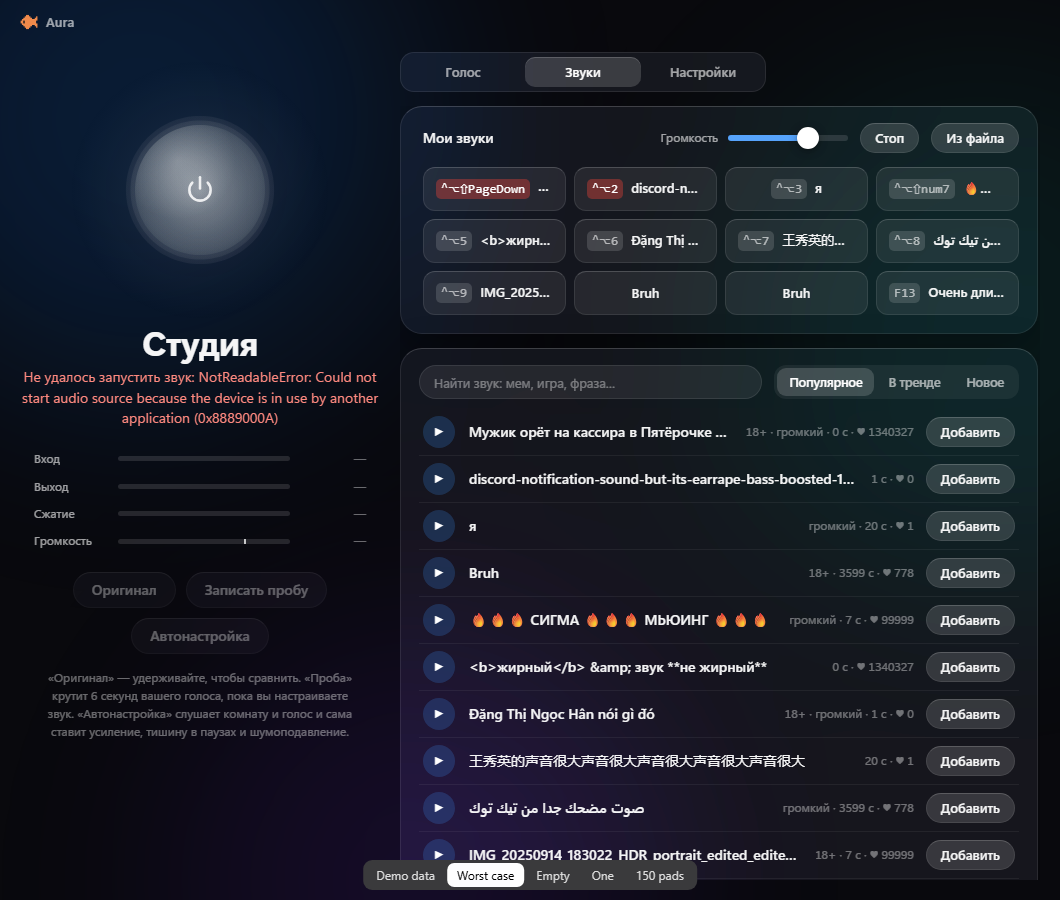 Aura
Голос
Звуки
Настройки
Студия
Не удалось запустить звук: NotReadableError: Could not
start audio source because the device is in use by another
application (0x8889000A)
Вход —
Выход —
Сжатие —
Громкость —
Оригинал
Записать пробу
Автонастройка
«Оригинал» — удерживайте, чтобы сравнить. «Проба»
крутит 6 секунд вашего голоса, пока вы настраиваете
звук. «Автонастройка» слушает комнату и голос и сама
ставит усиление, тишину в паузах и шумоподавление.
Мои звуки
Громкость
Стоп
Из файла
^⌥⇧PageDown ...
^⌥2 discord-n...
^⌥3 я
^⌥⇧num7 🔥 ...
^⌥5 <b>жирн...
^⌥6 Đặng Thị ...
^⌥7 王秀英的...
^⌥8 ...ن تيك توك
^⌥9 IMG_2025...
Bruh
Bruh
F13 Очень дли...
Найти звук: мем, игра, фраза...
Популярное
В тренде
Новое
Мужик орёт на кассира в Пятёрочке ... 18+ · громкий · 0 с · ♥ 1340327 Добавить
discord-notification-sound-but-its-earrape-bass-boosted-1... 1 с · ♥ 0 Добавить
я громкий · 20 с · ♥ 1 Добавить
Bruh 18+ · 3599 с · ♥ 778 Добавить
🔥 🔥 🔥 СИГМА 🔥 🔥 🔥 МЬЮИНГ 🔥 🔥 🔥 громкий · 7 с · ♥ 99999 Добавить
<b>жирный</b> &amp; звук **не жирный** 0 с · ♥ 1340327 Добавить
Đặng Thị Ngọc Hân nói gì đó 18+ · громкий · 1 с · ♥ 0 Добавить
王秀英的声音很大声音很大声音很大声音很大声音很大 20 с · ♥ 1 Добавить
صوت مضحك جدا من تيك توك громкий · 3599 с · ♥ 778 Добавить
IMG_20250914_183022_HDR_portrait_edited_edite... 18+ · 7 с · ♥ 99999 Добавить
Demo data
Worst case
Empty
One
150 pads